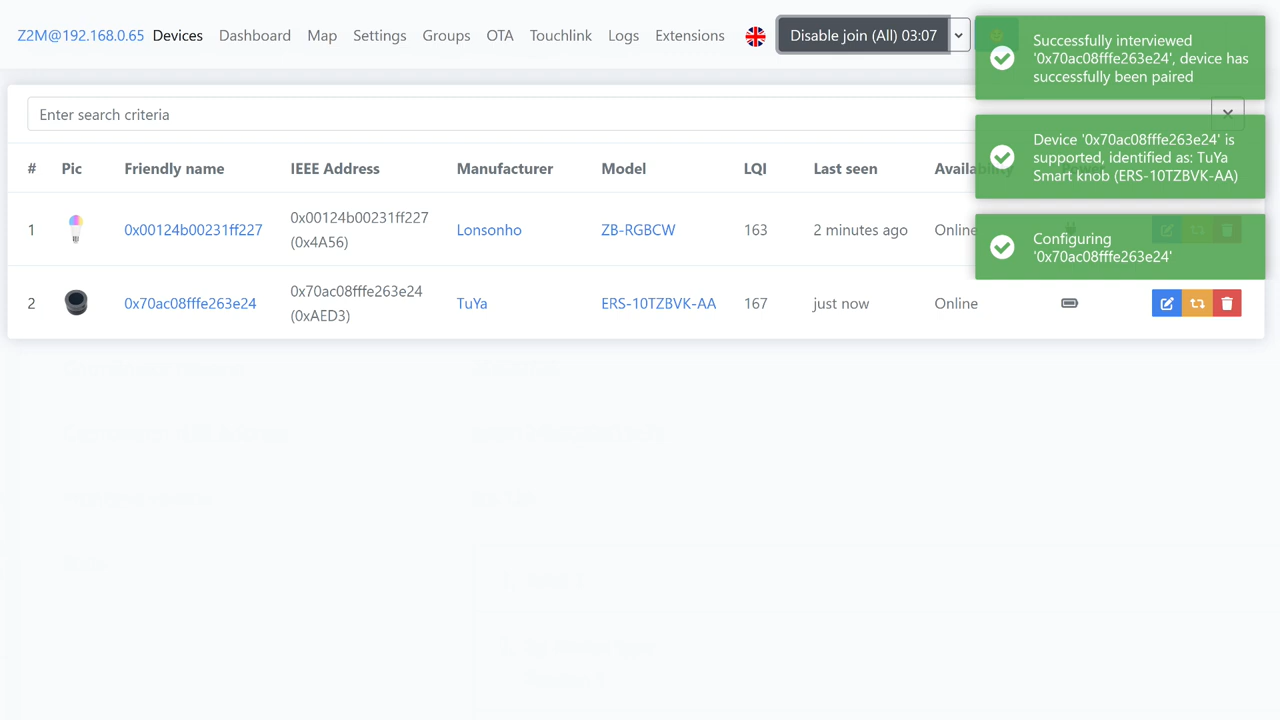 Z2M@192.168.0.65 Devices Dashboard Map Settings Groups OTA Touchlink Logs Extensions Disable join (All) 03:07
Successfully interviewed
'0x70ac08fffe263e24', device has
successfully been paired
Enter search criteria
Device '0x70ac08fffe263e24' is
supported, identified as: TuYa
Smart knob (ERS-10TZBVK-AA)
# Pic Friendly name IEEE Address Manufacturer Model LQI Last seen Availability
1 0x00124b00231ff227 0x00124b00231ff227 Lonsonho ZB-RGBCW 163 2 minutes ago Online
(0x4A56)
Configuring
'0x70ac08fffe263e24'
2 0x70ac08fffe263e24 0x70ac08fffe263e24 TuYa ERS-10TZBVK-AA 167 just now Online
(0xAED3)